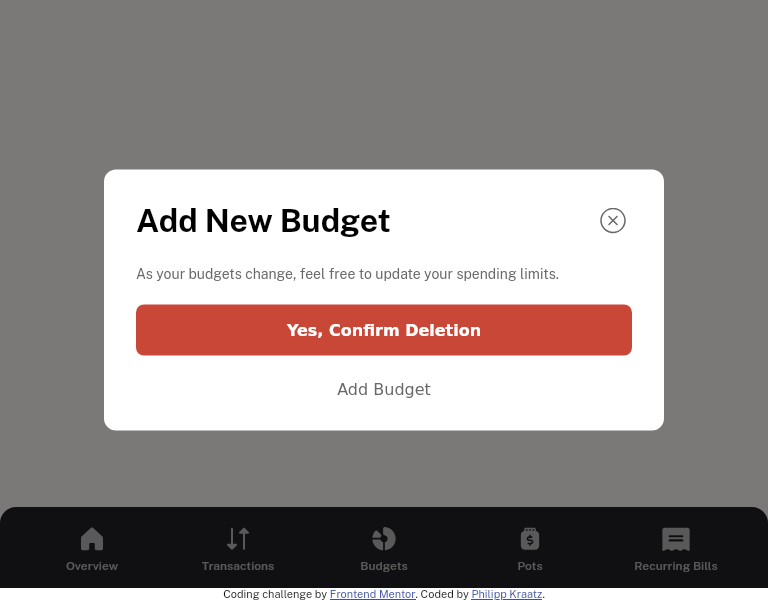 Add New Budget
As your budgets change, feel free to update your spending limits.
Yes, Confirm Deletion
Add Budget
Overview
Transactions
Budgets
Pots
Recurring Bills
Coding challenge by Frontend Mentor. Coded by Philipp Kraatz.